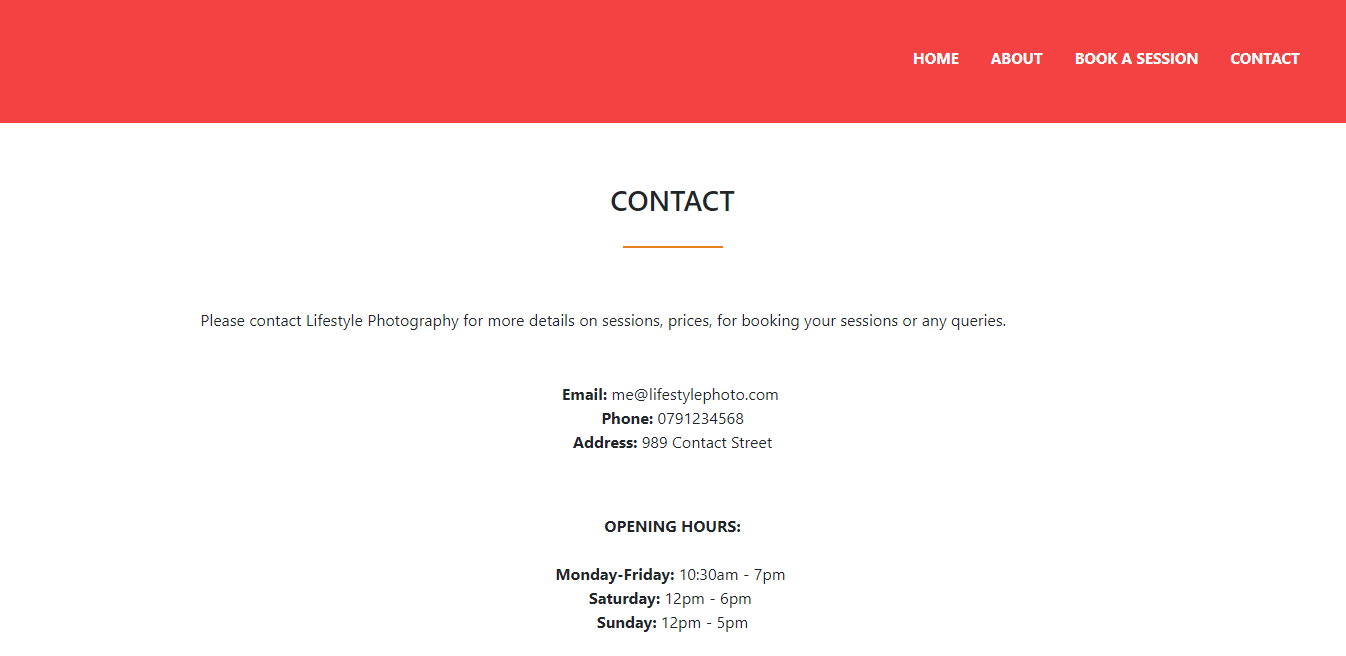 HOME ABOUT BOOK A SESSION CONTACT
CONTACT
Please contact Lifestyle Photography for more details on sessions, prices, for booking your sessions or any queries.
Email: me@lifestylephoto.com
Phone: 0791234568
Address: 989 Contact Street
OPENING HOURS:
Monday-Friday: 10:30am - 7pm
Saturday: 12pm - 6pm
Sunday: 12pm - 5pm